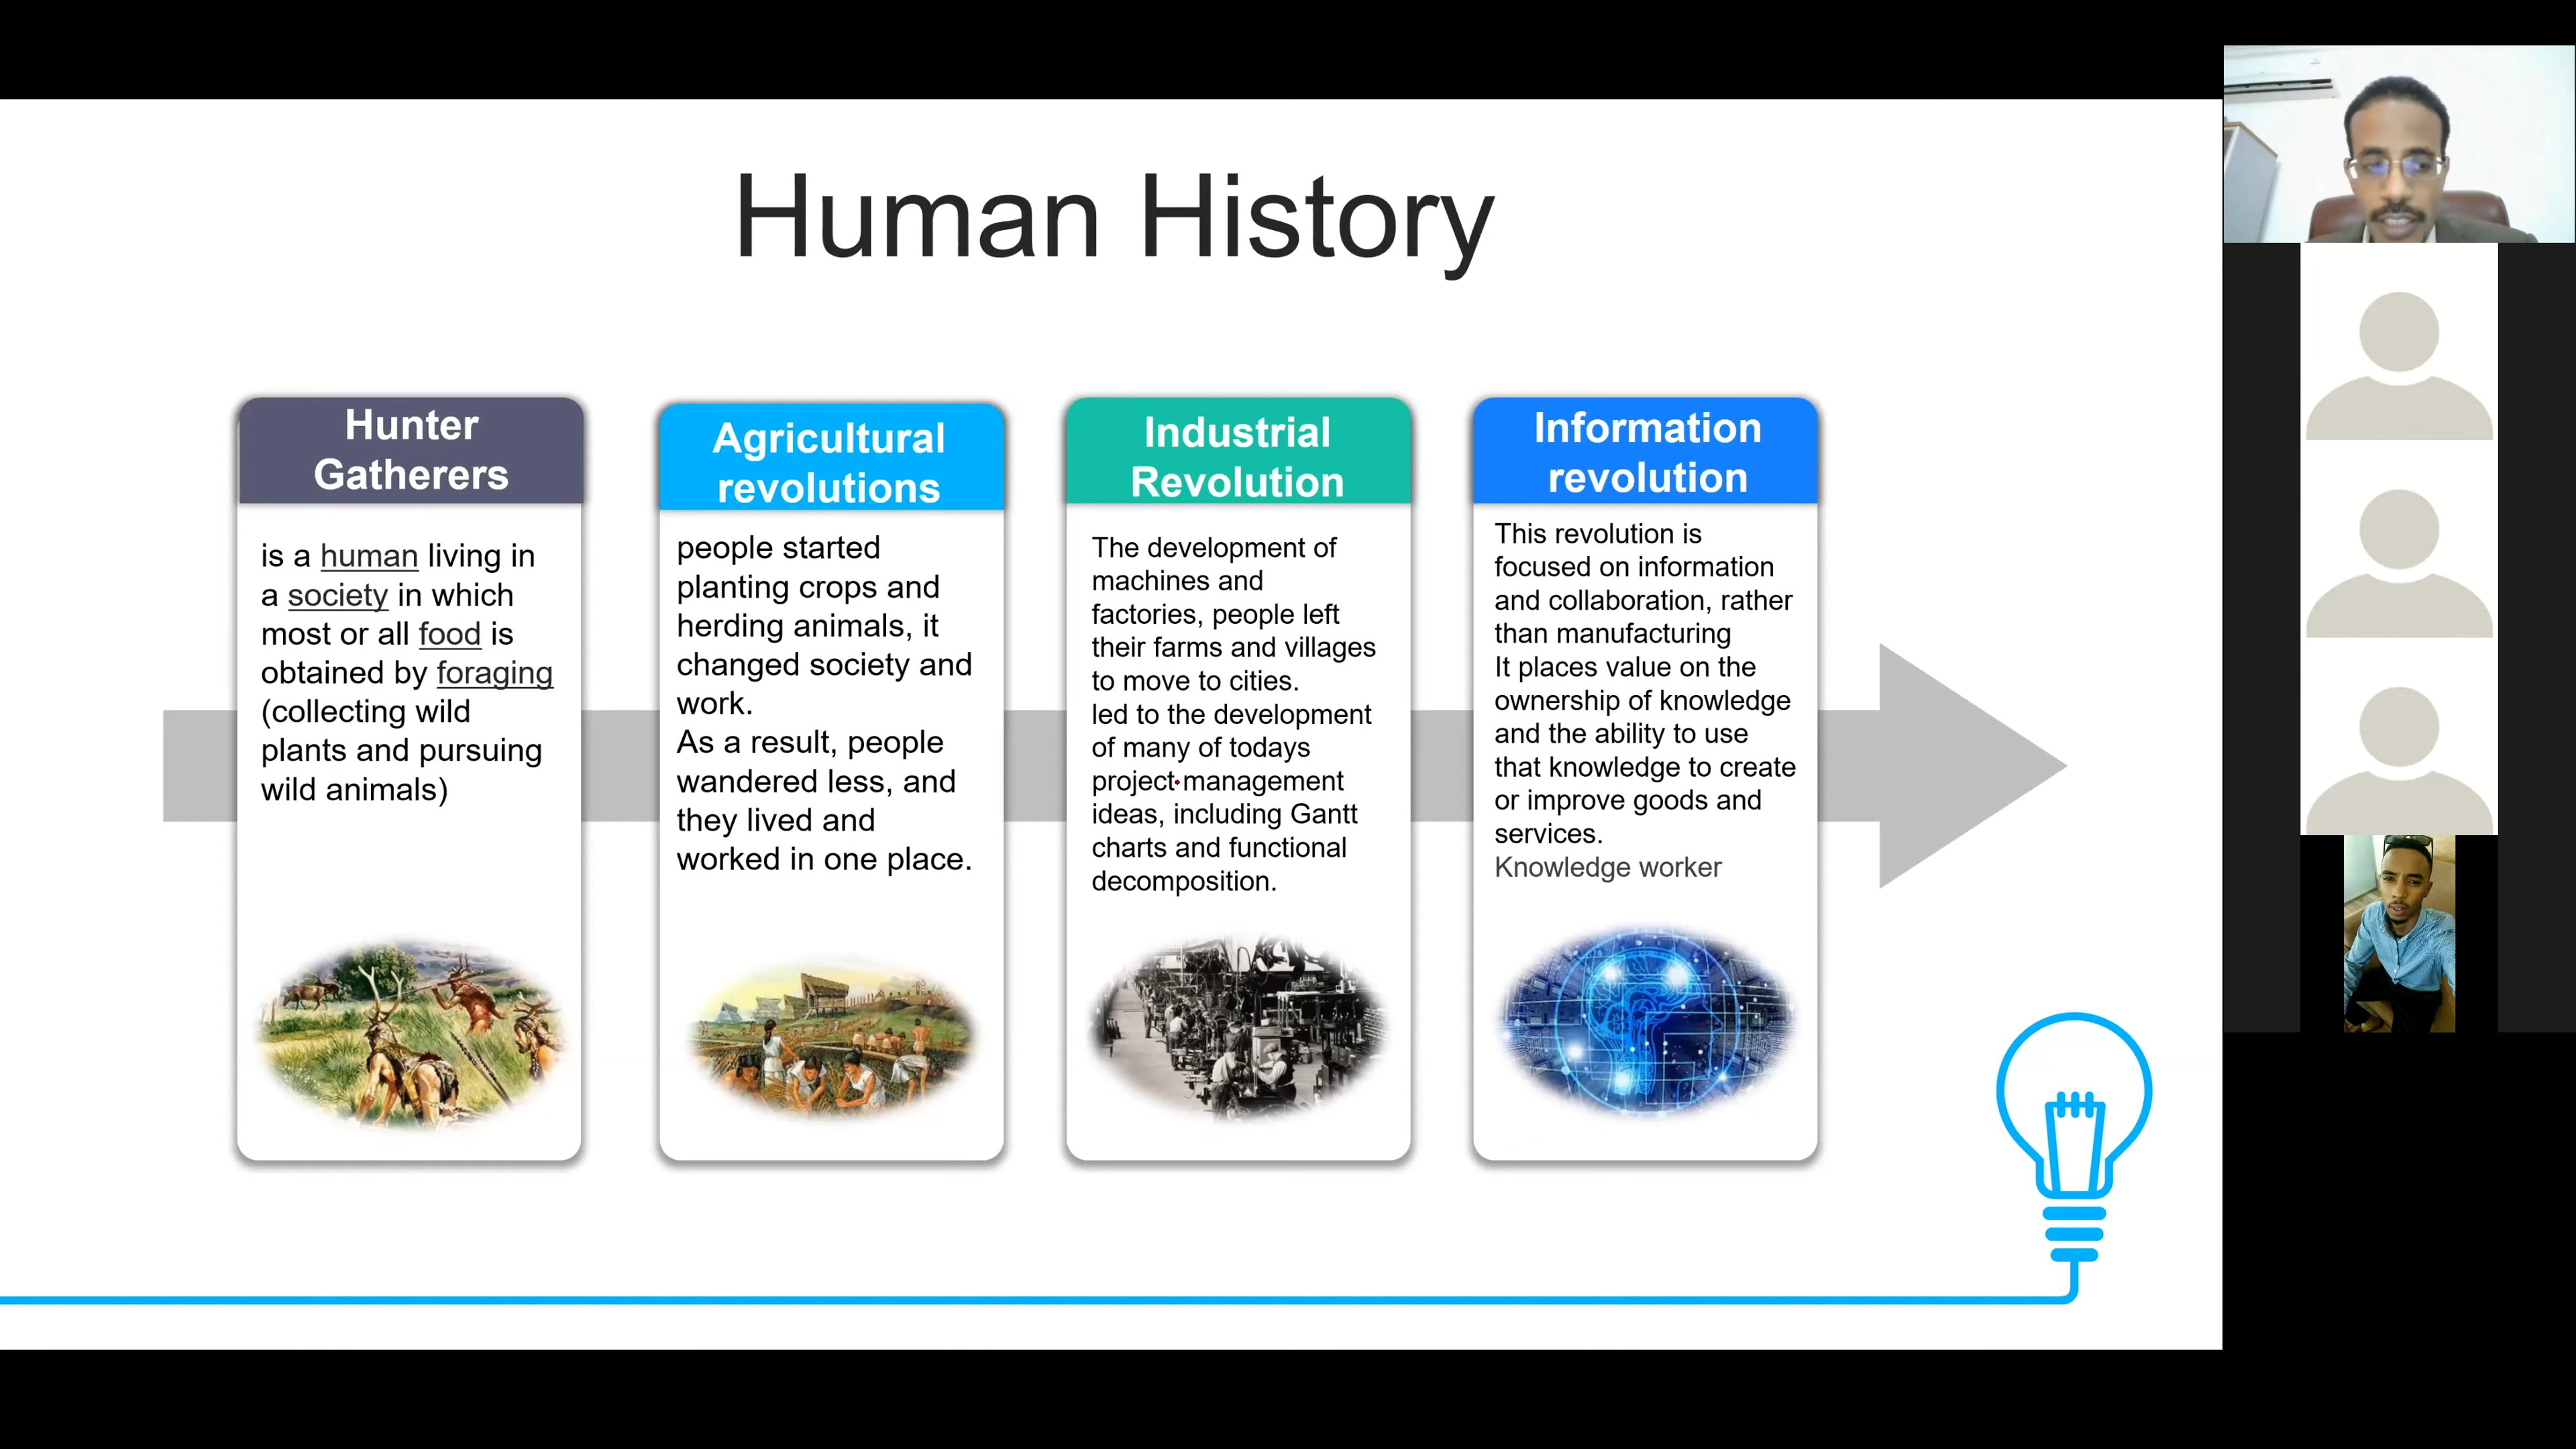 Human History
Hunter
Gatherers
is a human living in
a society in which
most or all food is
obtained by foraging
(collecting wild
plants and pursuing
wild animals)
Agricultural
revolutions
people started
planting crops and
herding animals, it
changed society and
work.
As a result, people
wandered less, and
they lived and
worked in one place.
Industrial
Revolution
The development of
machines and
factories, people left
their farms and villages
to move to cities.
led to the development
of many of todays
project management
ideas, including Gantt
charts and functional
decomposition.
Information
revolution
This revolution is
focused on information
and collaboration, rather
than manufacturing
It places value on the
ownership of knowledge
and the ability to use
that knowledge to create
or improve goods and
services.
Knowledge worker